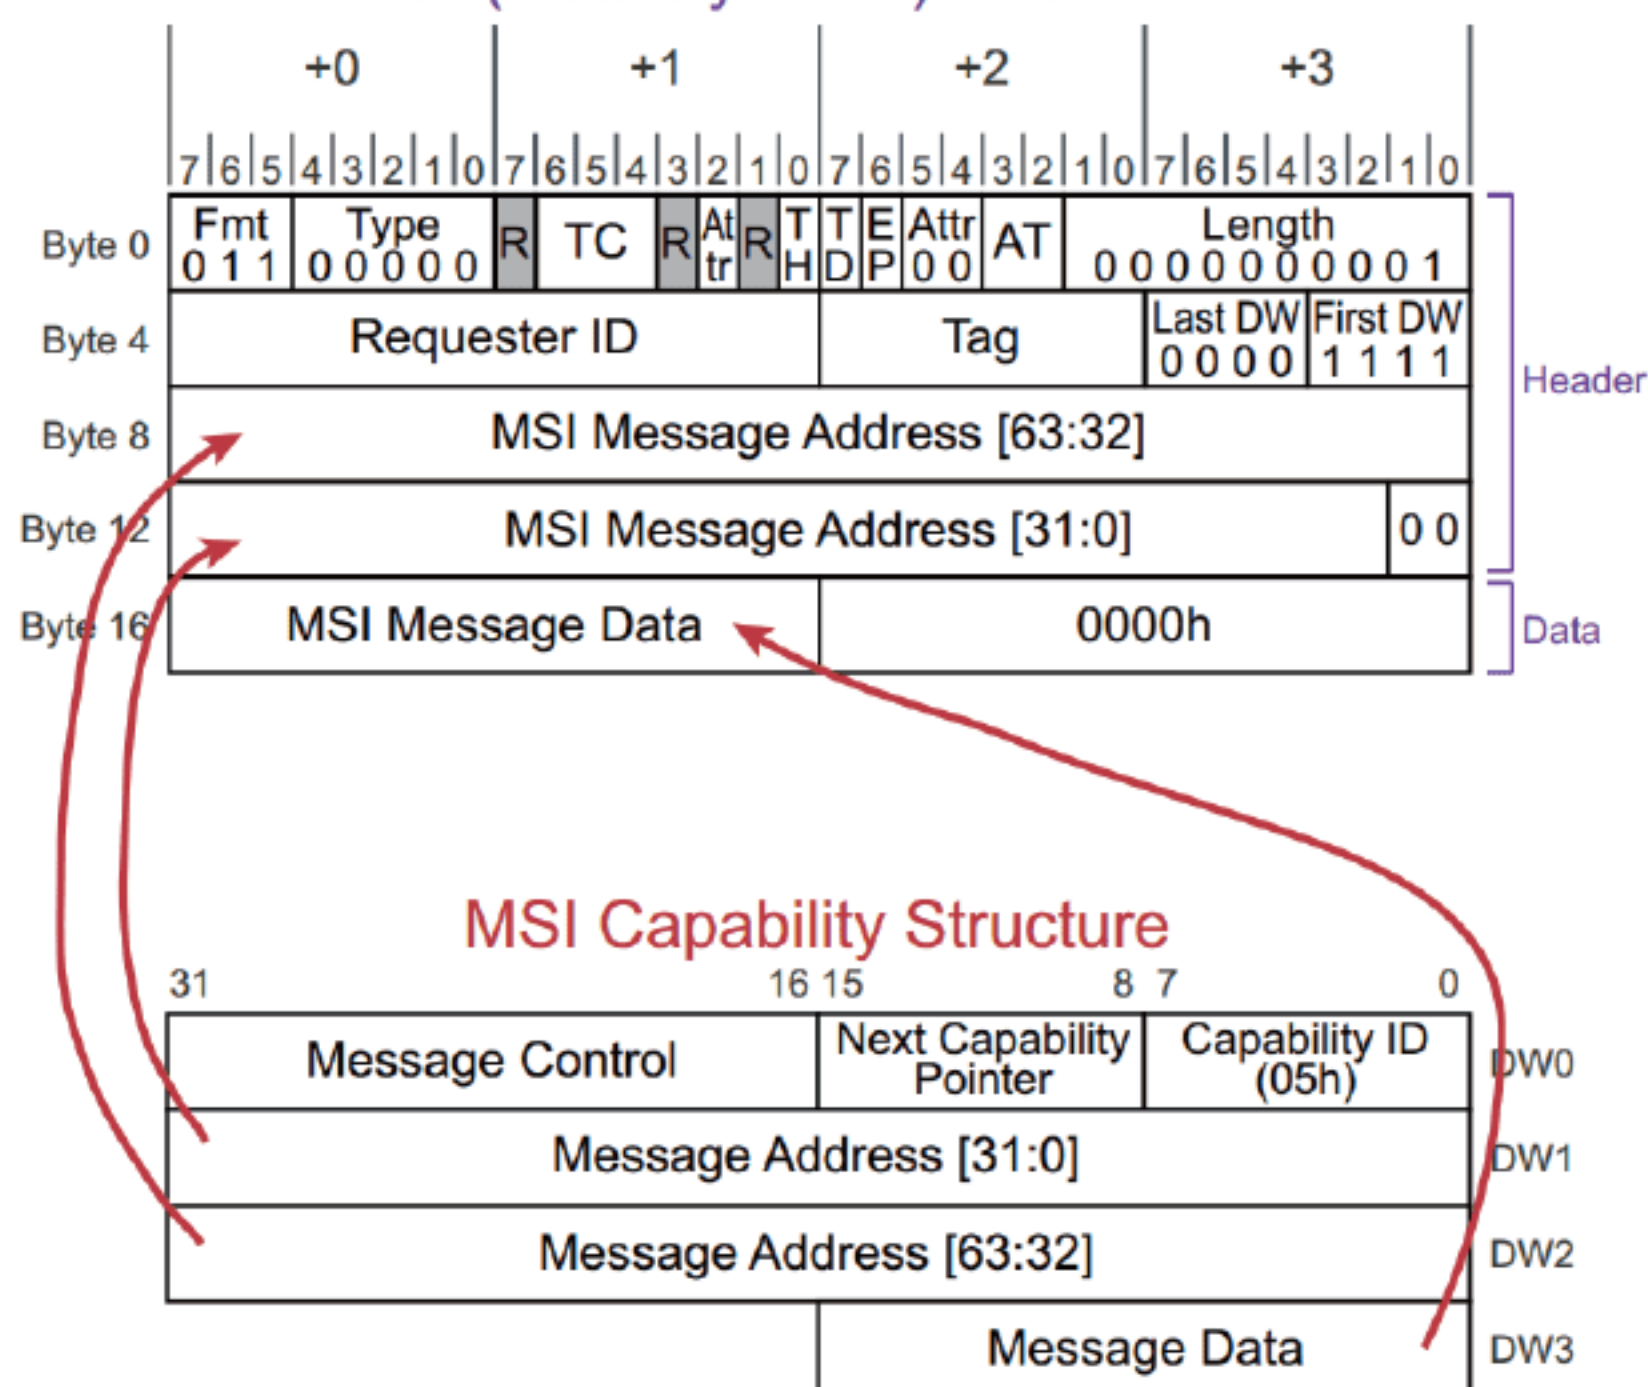 +0 +1 +2 +3
7 6 5 4 3 2 1 0 7 6 5 4 3 2 1 0 7 6 5 4 3 2 1 0 7 6 5 4 3 2 1 0
Byte 0 Fmt 0 1 1 Type 0 0 0 0 0 R TC R At tr R T H T D E P Attr 0 0 AT Length 0 0 0 0 0 0 0 0 0 1
Byte 4 Requester ID Tag Last DW 0 0 0 0 First DW 1 1 1 1
Header
Byte 8 MSI Message Address [63:32]
Byte 12 MSI Message Address [31:0] 0 0
Byte 16 MSI Message Data 0000h Data
MSI Capability Structure
31 16 15 8 7 0
Message Control Next Capability Pointer Capability ID (05h) DW0
Message Address [31:0] DW1
Message Address [63:32] DW2
Message Data DW3